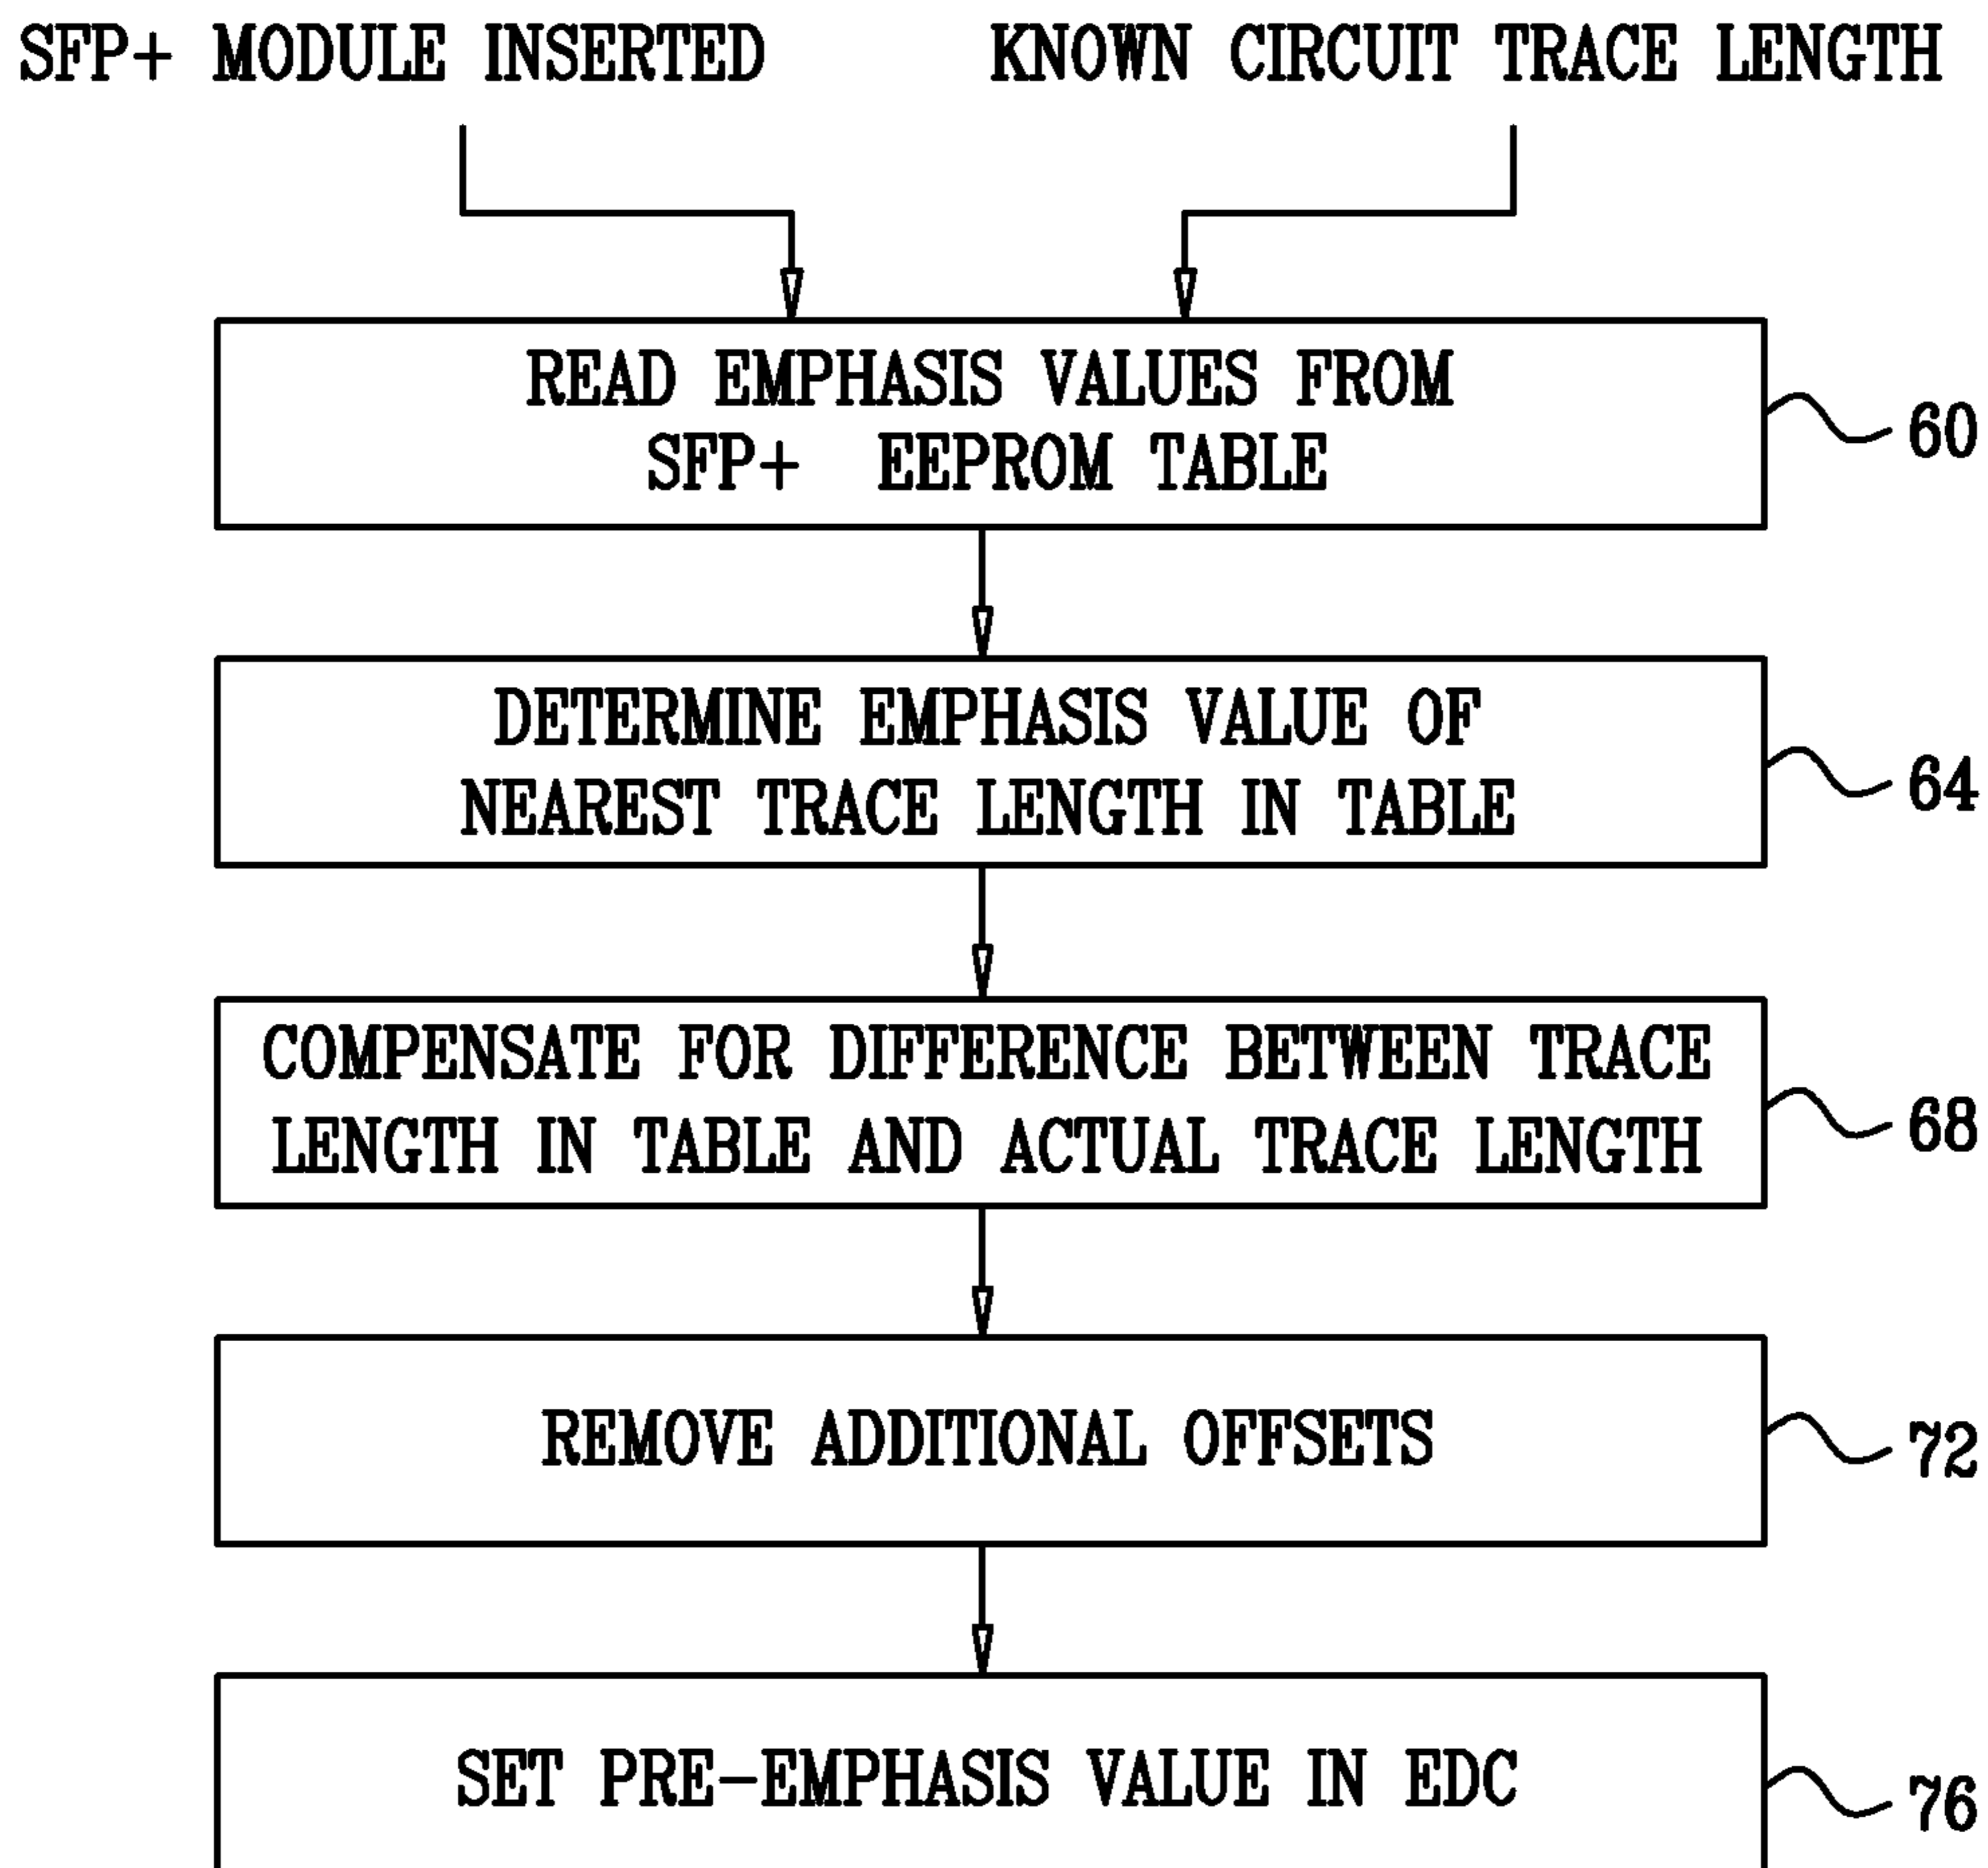 SFP+ MODULE INSERTED
KNOWN CIRCUIT TRACE LENGTH
READ EMPHASIS VALUES FROM
SFP+ EEPROM TABLE
60
DETERMINE EMPHASIS VALUE OF
NEAREST TRACE LENGTH IN TABLE
64
COMPENSATE FOR DIFFERENCE BETWEEN TRACE
LENGTH IN TABLE AND ACTUAL TRACE LENGTH
68
REMOVE ADDITIONAL OFFSETS
72
SET PRE-EMPHASIS VALUE IN EDC
76